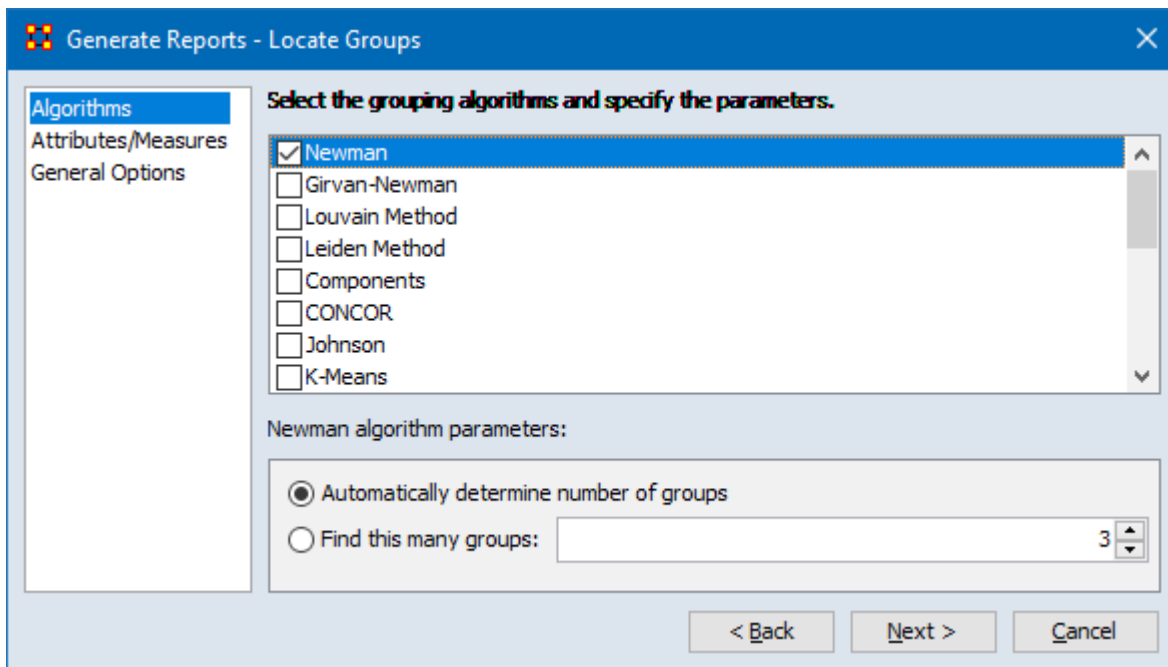 Generate Reports - Locate Groups
Algorithms
Attributes/Measures
General Options
Select the grouping algorithms and specify the parameters.
Newman
Girvan-Newman
Louvain Method
Leiden Method
Components
CONCOR
Johnson
K-Means
Newman algorithm parameters:
Automatically determine number of groups
Find this many groups: 3
< Back Next > Cancel